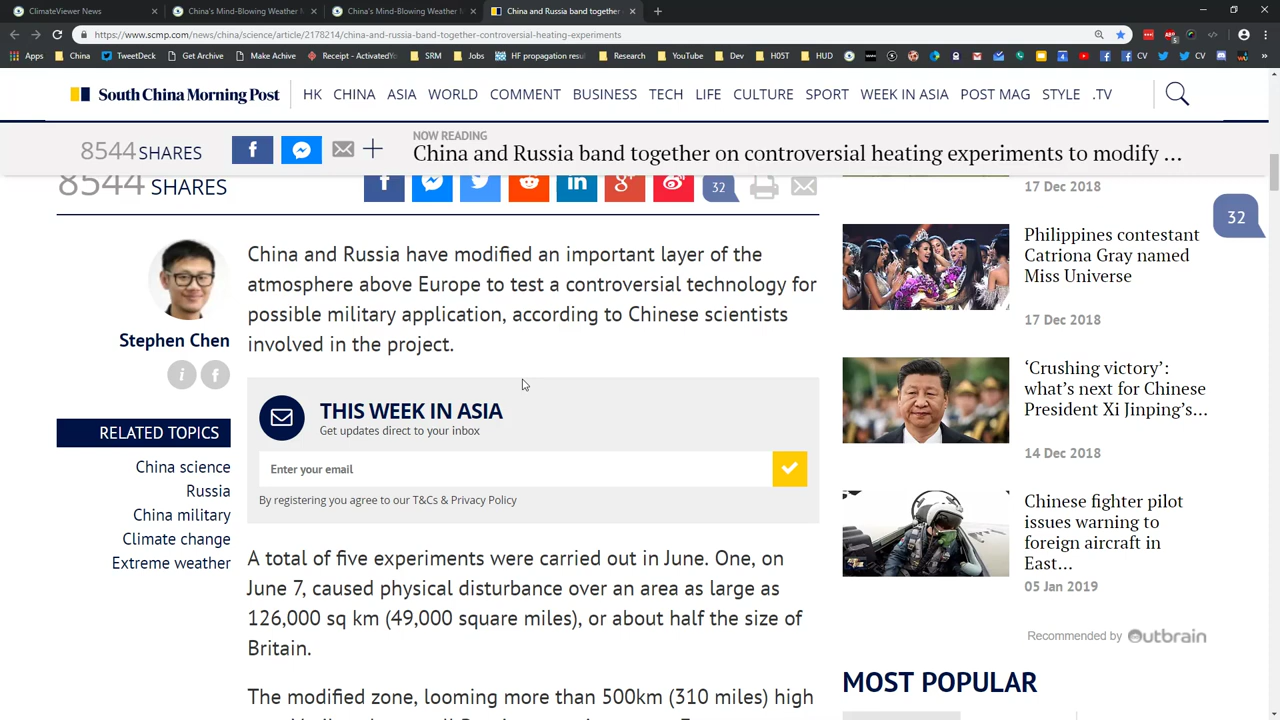 ClimateViewer News
China's Mind-Blowing Weather M
China's Mind-Blowing Weather M
China and Russia band together
https://www.scmp.com/news/china/science/article/2178214/china-and-russia-band-together-controversial-heating-experiments
Apps
China
TweetDeck
Get Archive
Make Achive
Receipt - ActivatedYo
SRM
Jobs
HF propagation resul
Research
YouTube
Dev
H05T
HUD
CV
CV
South China Morning Post
HK
CHINA
ASIA
WORLD
COMMENT
BUSINESS
TECH
LIFE
CULTURE
SPORT
WEEK IN ASIA
POST MAG
STYLE
.TV
8544 SHARES
NOW READING
China and Russia band together on controversial heating experiments to modify ...
8544 SHARES
32
Stephen Chen
RELATED TOPICS
China science
Russia
China military
Climate change
Extreme weather
China and Russia have modified an important layer of the
atmosphere above Europe to test a controversial technology for
possible military application, according to Chinese scientists
involved in the project.
THIS WEEK IN ASIA
Get updates direct to your inbox
Enter your email
By registering you agree to our T&Cs & Privacy Policy
A total of five experiments were carried out in June. One, on
June 7, caused physical disturbance over an area as large as
126,000 sq km (49,000 square miles), or about half the size of
Britain.
The modified zone, looming more than 500km (310 miles) high
17 Dec 2018
32
Philippines contestant
Catriona Gray named
Miss Universe
17 Dec 2018
‘Crushing victory’:
what’s next for Chinese
President Xi Jinping’s...
14 Dec 2018
Chinese fighter pilot
issues warning to
foreign aircraft in
East...
05 Jan 2019
Recommended by Outbrain
MOST POPULAR